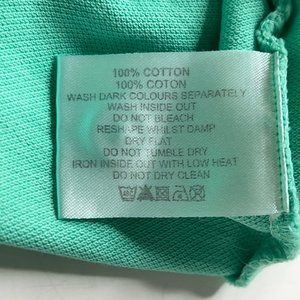 100% COTTON
100% COTON
WASH DARK COLOURS SEPARATELY
WASH INSIDE OUT
DO NOT BLEACH
RESHAPE WHILST DAMP
DRY FLAT
DO NOT TUMBLE DRY
IRON INSIDE OUT WITH LOW HEAT
DO NOT DRY CLEAN